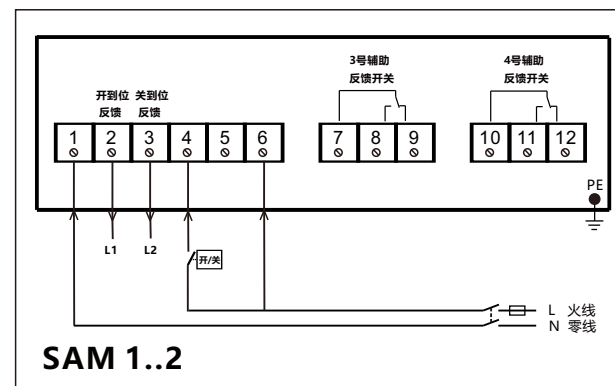 3号辅助
反馈开关
4号辅助
反馈开关
开到位 关到位
反馈 反馈
1 2 3 4 5 6
7 8 9
10 11 12
PE
L1 L2
开/关
L 火线
N 零线
SAM 1..2